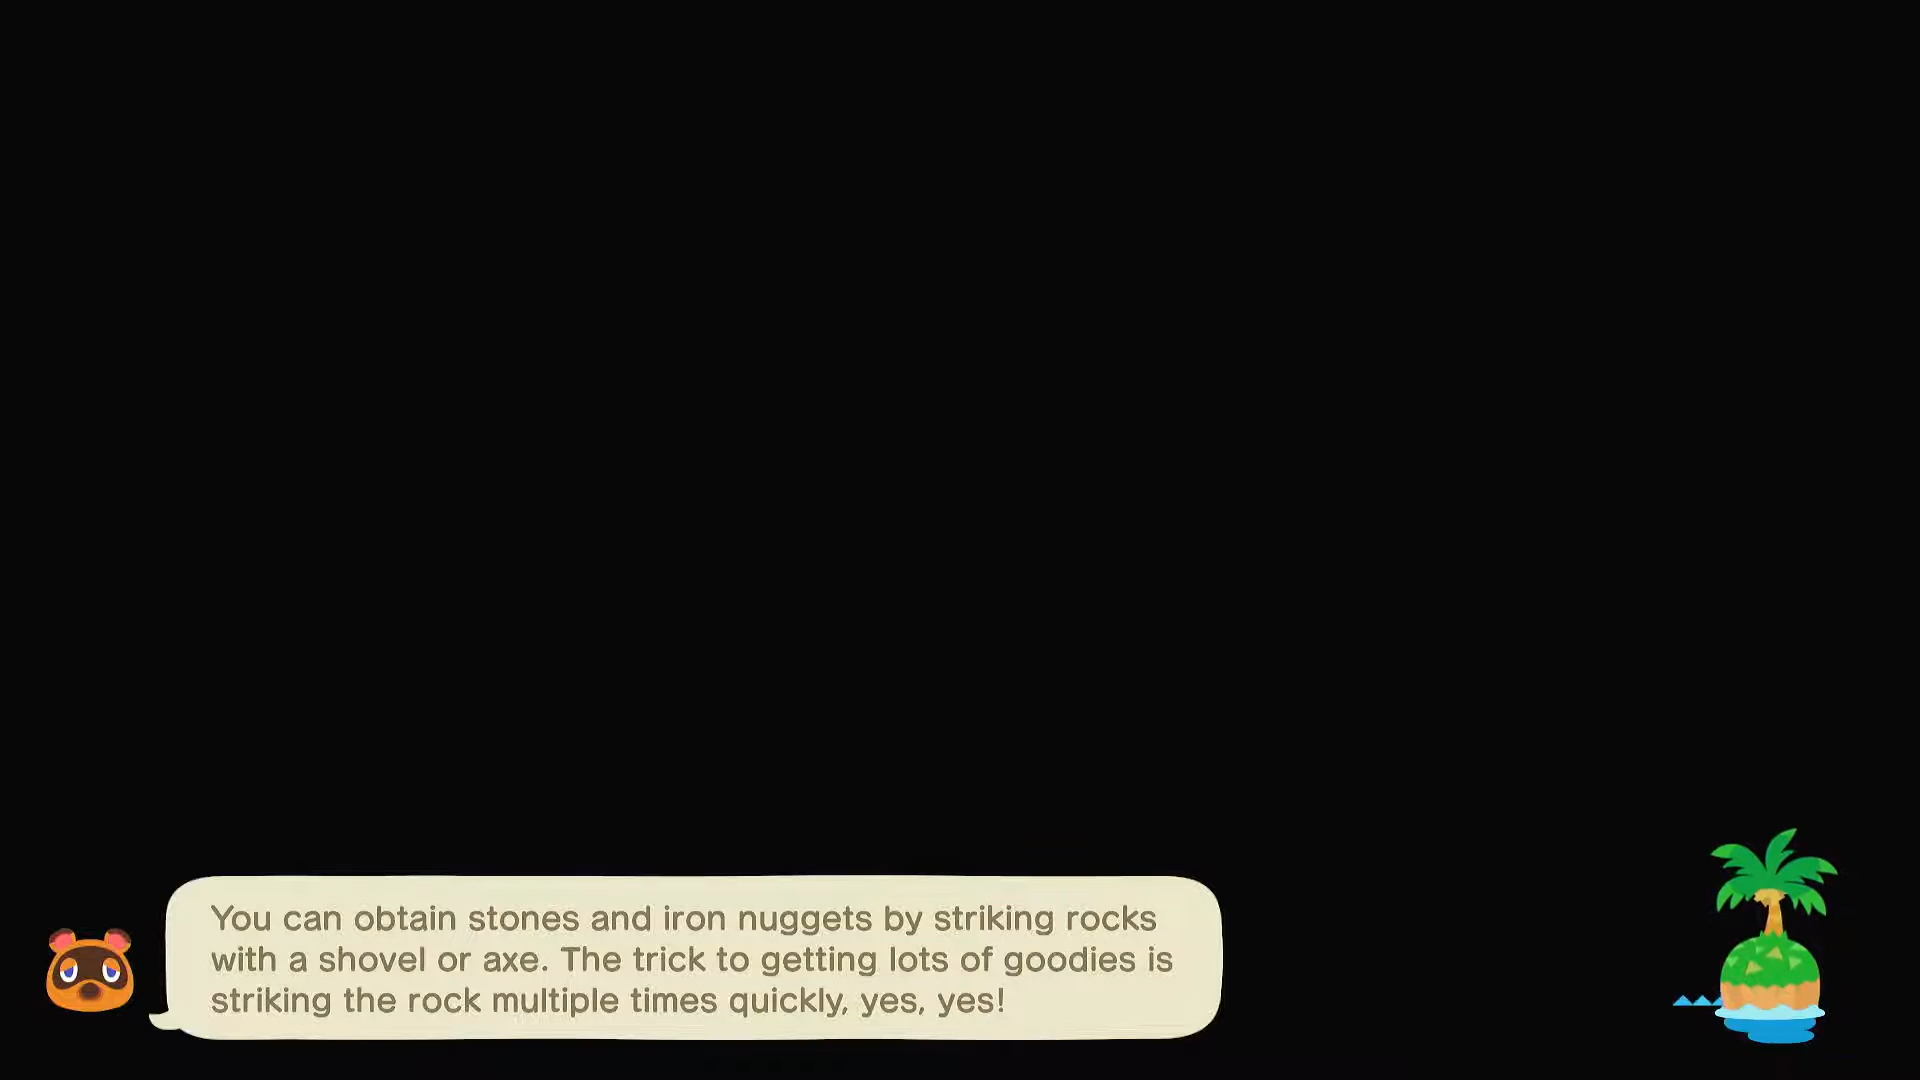 You can obtain stones and iron nuggets by striking rocks
with a shovel or axe. The trick to getting lots of goodies is
striking the rock multiple times quickly, yes, yes!